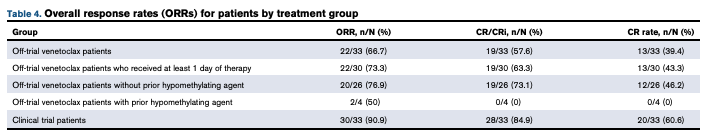 Table 4. Overall response rates (ORRs) for patients by treatment group
Group ORR, n/N (%) CR/CRi, n/N (%) CR rate, n/N (%)
Off-trial venetoclax patients 22/33 (66.7) 19/33 (57.6) 13/33 (39.4)
Off-trial venetoclax patients who received at least 1 day of therapy 22/30 (73.3) 19/30 (63.3) 13/30 (43.3)
Off-trial venetoclax patients without prior hypomethylating agent 20/26 (76.9) 19/26 (73.1) 12/26 (46.2)
Off-trial venetoclax patients with prior hypomethylating agent 2/4 (50) 0/4 (0) 0/4 (0)
Clinical trial patients 30/33 (90.9) 28/33 (84.9) 20/33 (60.6)